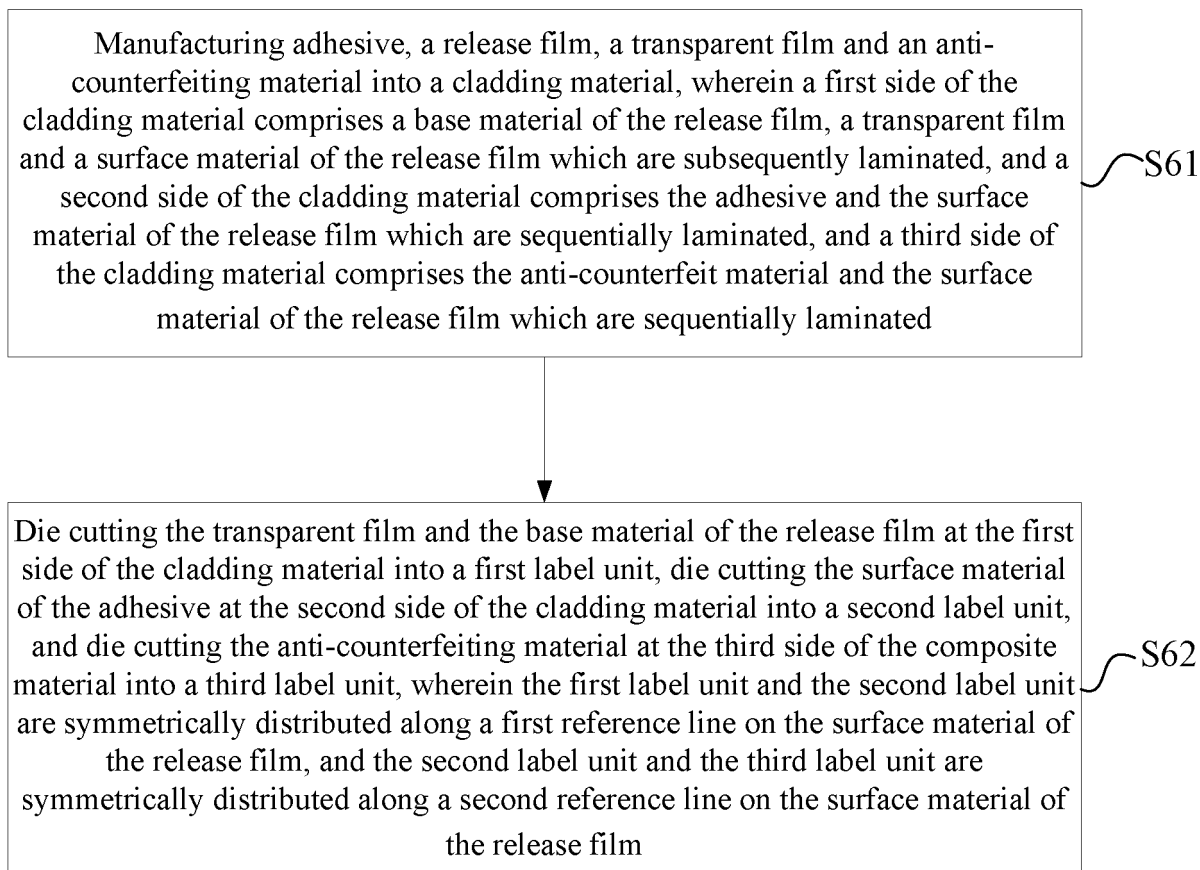 Manufacturing adhesive, a release film, a transparent film and an anti-
counterfeiting material into a cladding material, wherein a first side of the
cladding material comprises a base material of the release film, a transparent film
and a surface material of the release film which are subsequently laminated, and a
second side of the cladding material comprises the adhesive and the surface
material of the release film which are sequentially laminated, and a third side of
the cladding material comprises the anti-counterfeit material and the surface
material of the release film which are sequentially laminated
S61
Die cutting the transparent film and the base material of the release film at the first
side of the cladding material into a first label unit, die cutting the surface material
of the adhesive at the second side of the cladding material into a second label unit,
and die cutting the anti-counterfeiting material at the third side of the composite
material into a third label unit, wherein the first label unit and the second label unit
are symmetrically distributed along a first reference line on the surface material of
the release film, and the second label unit and the third label unit are
symmetrically distributed along a second reference line on the surface material of
the release film
S62